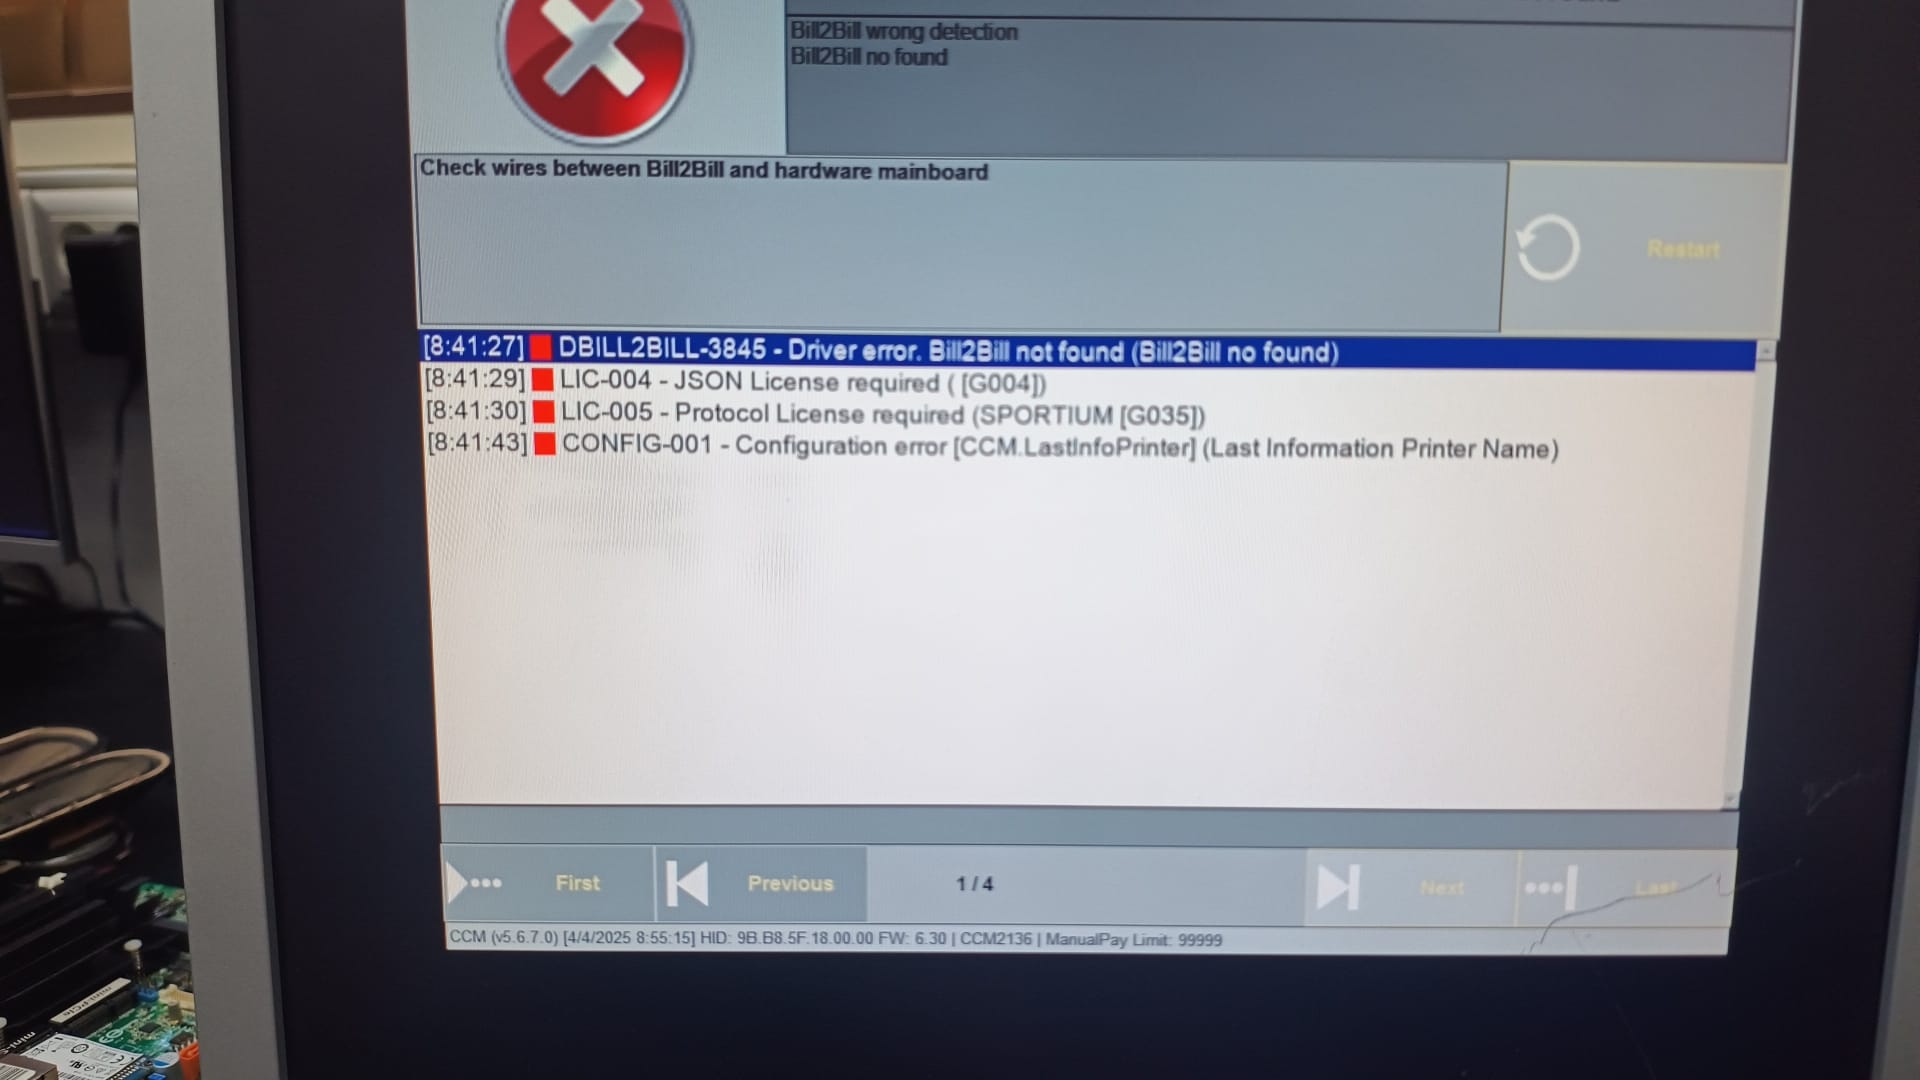 Bill2Bill wrong detection
Bill2Bill no found
Check wires between Bill2Bill and hardware mainboard
Restart
[8:41:27] DBILL2BILL-3845 - Driver error. Bill2Bill not found (Bill2Bill no found)
[8:41:29] LIC-004 - JSON License required ( [G004])
[8:41:30] LIC-005 - Protocol License required (SPORTIUM [G035])
[8:41:43] CONFIG-001 - Configuration error [CCM.LastInfoPrinter] (Last Information Printer Name)
First
Previous
1 / 4
Next
Last
CCM (v5.6.7.0) [4/4/2025 8:55:15] HID: 9B.B8.5F.18.00.00 FW: 6.30 | CCM2136 | ManualPay Limit: 99999
mini PCIe